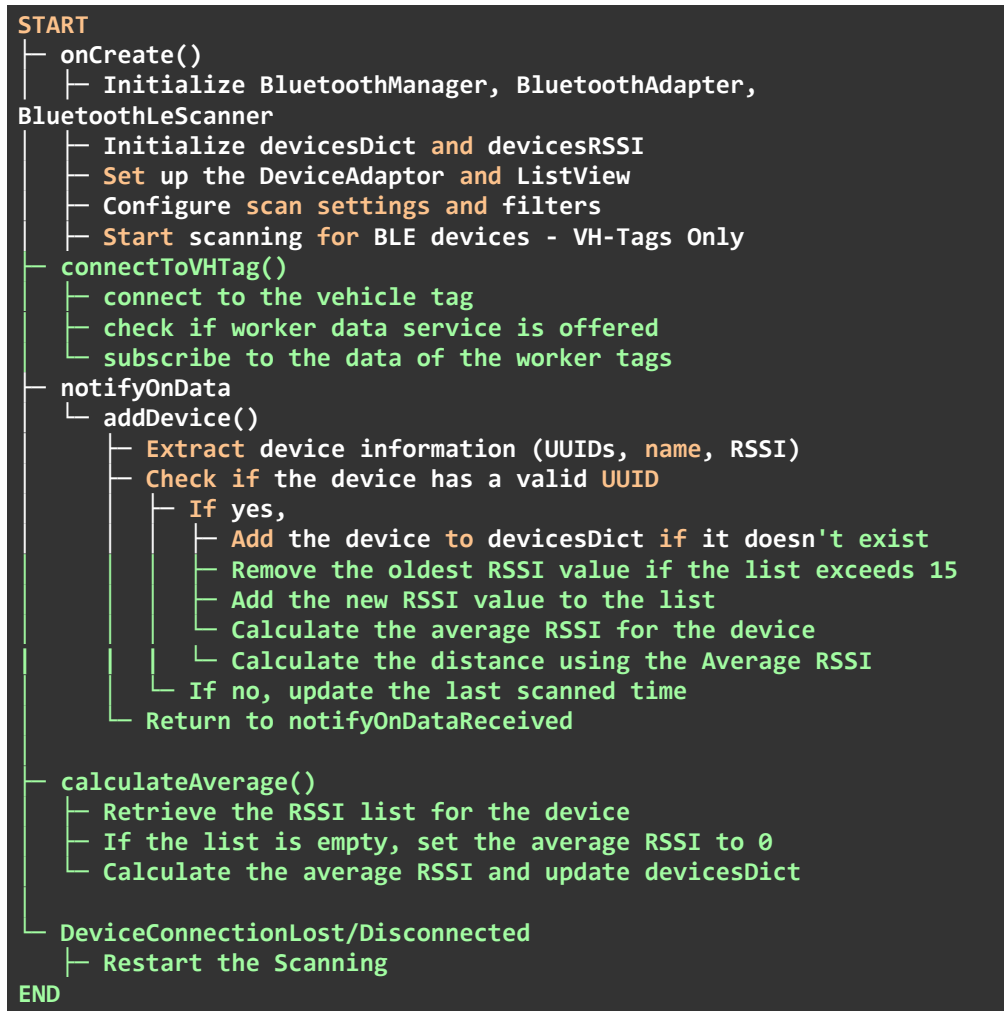 START
├─ onCreate()
│  ├─ Initialize BluetoothManager, BluetoothAdapter,
BluetoothLeScanner
│  ├─ Initialize devicesDict and devicesRSSI
│  ├─ Set up the DeviceAdaptor and ListView
│  ├─ Configure scan settings and filters
│  ├─ Start scanning for BLE devices - VH-Tags Only
├─ connectToVHTag()
│  ├─ connect to the vehicle tag
│  ├─ check if worker data service is offered
│  └─ subscribe to the data of the worker tags
├─ notifyOnData
│  └─ addDevice()
│     ├─ Extract device information (UUIDs, name, RSSI)
│     ├─ Check if the device has a valid UUID
│     │  ├─ If yes,
│     │  │  ├─ Add the device to devicesDict if it doesn't exist
│     │  │  ├─ Remove the oldest RSSI value if the list exceeds 15
│     │  │  ├─ Add the new RSSI value to the list
│     │  │  └─ Calculate the average RSSI for the device
|     |  |  └─ Calculate the distance using the Average RSSI
│     │  └─ If no, update the last scanned time
│     └─ Return to notifyOnDataReceived
│
├─ calculateAverage()
│  ├─ Retrieve the RSSI list for the device
│  ├─ If the list is empty, set the average RSSI to 0
│  └─ Calculate the average RSSI and update devicesDict
│
└─ DeviceConnectionLost/Disconnected
   ├─ Restart the Scanning
END